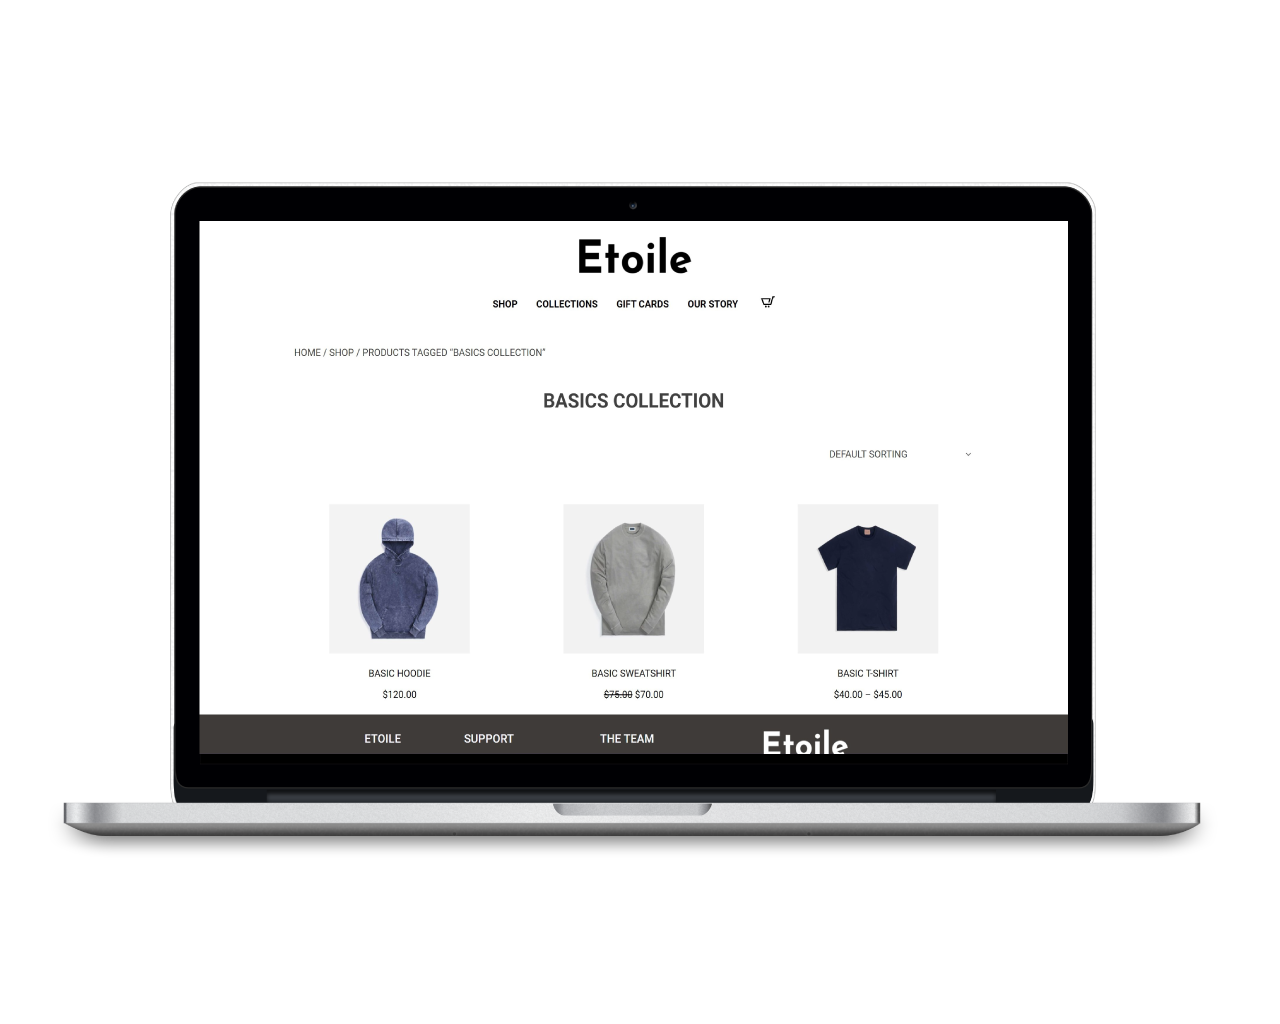 Etoile
SHOP COLLECTIONS GIFT CARDS OUR STORY
HOME / SHOP / PRODUCTS TAGGED “BASICS COLLECTION”
BASICS COLLECTION
DEFAULT SORTING
BASIC HOODIE BASIC SWEATSHIRT BASIC T-SHIRT
$120.00 $75.00 $70.00 $40.00 – $45.00
ETOILE SUPPORT THE TEAM Etoile